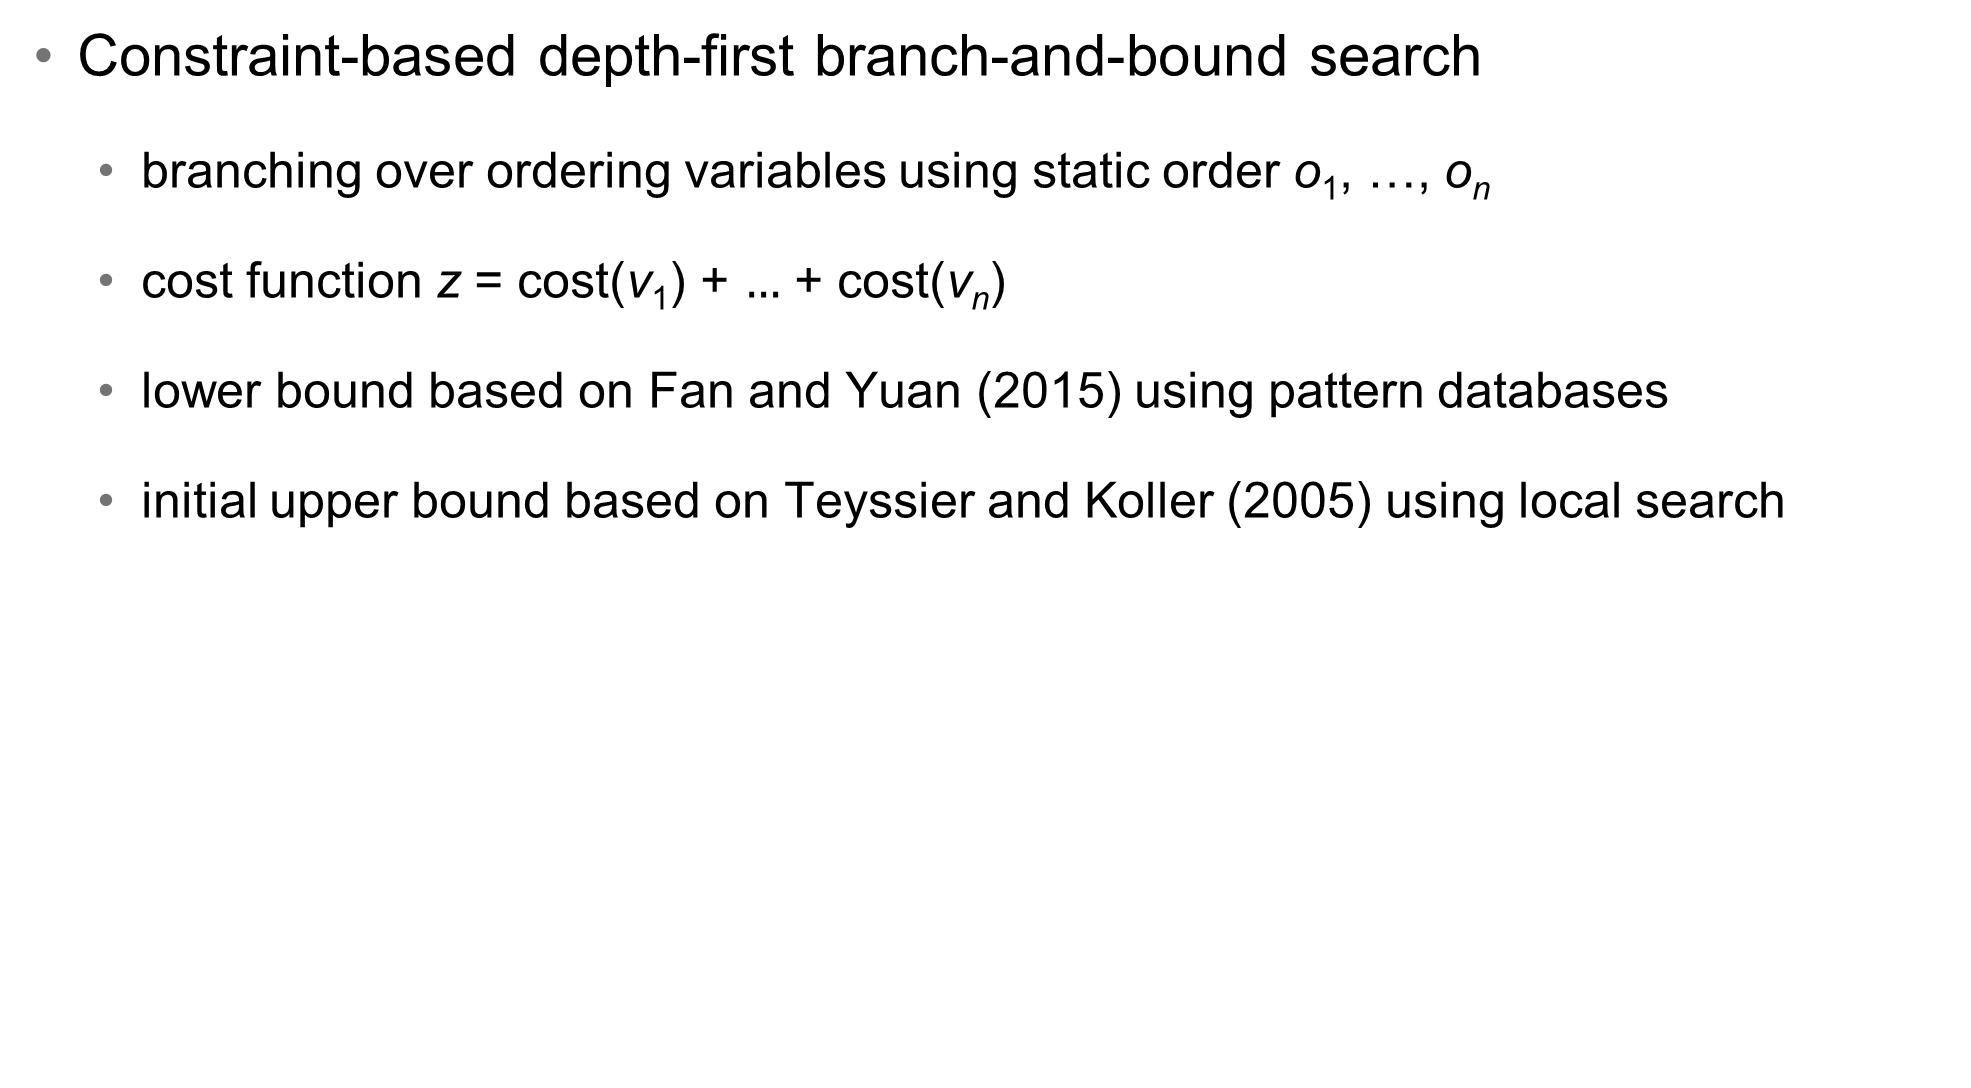 • Constraint-based depth-first branch-and-bound search
• branching over ordering variables using static order o₁, …, oₙ
• cost function z = cost(v₁) + ... + cost(vₙ)
• lower bound based on Fan and Yuan (2015) using pattern databases
• initial upper bound based on Teyssier and Koller (2005) using local search